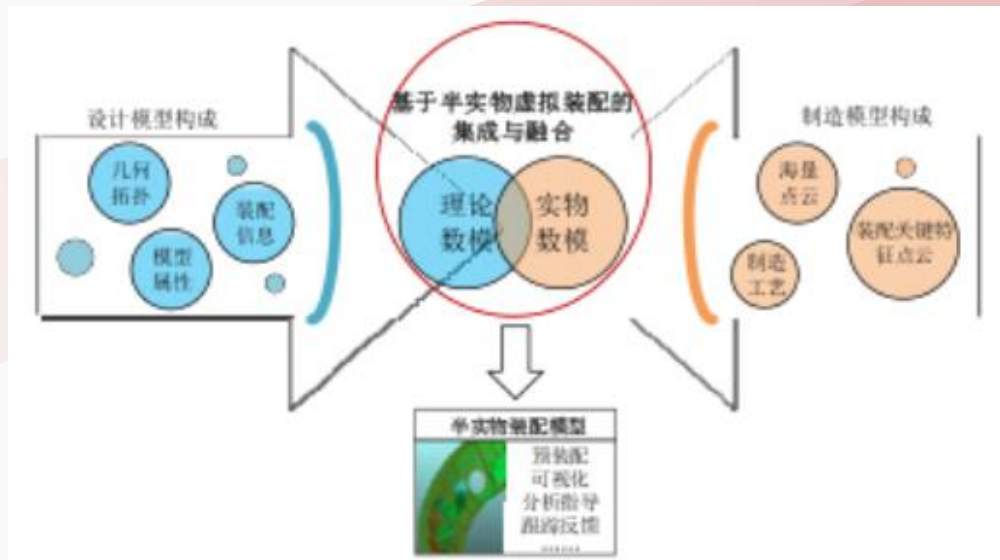 设计模型构成
几何
拓扑
装配
信息
模型
属性
基于半实物虚拟装配的
集成与融合
理论
数模
实物
数模
制造模型构成
海量
点云
装配关键特
征点云
制造
工艺
半实物装配模型
预装配
可视化
分析指导
跟踪反馈
……